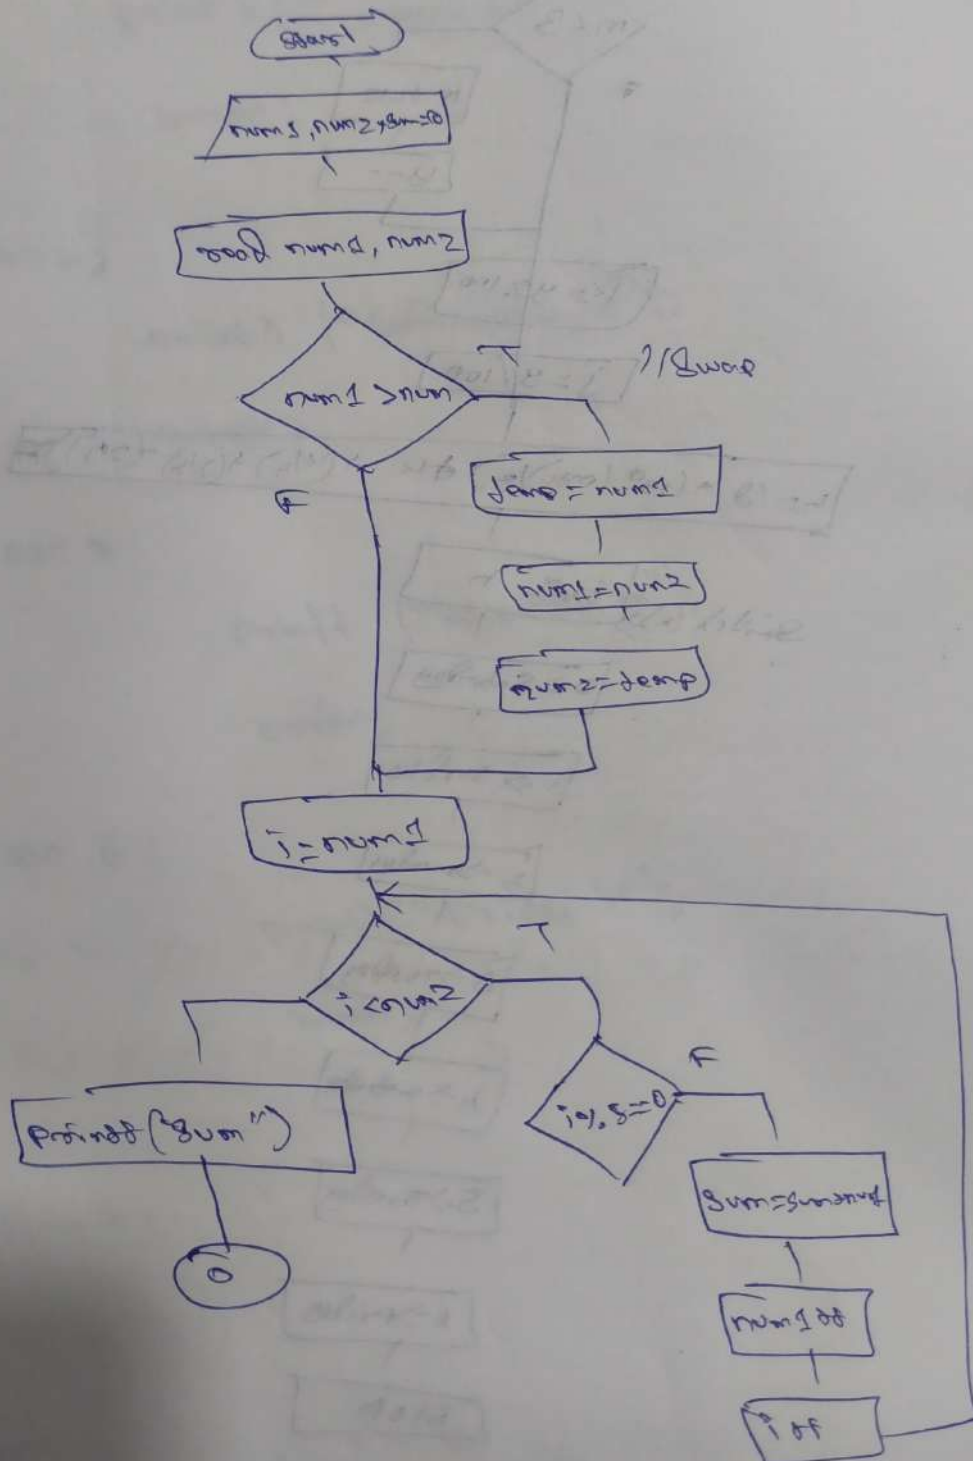 Start
num1, num2, sum=0
read num1, num2
num1 > num
T
//Swap
F
temp = num1
num1 = num2
num2 = temp
i = num1
T
i < num2
F
i % 5 == 0
printf("Sum")
sum = sum + num1
num1++
i++
0